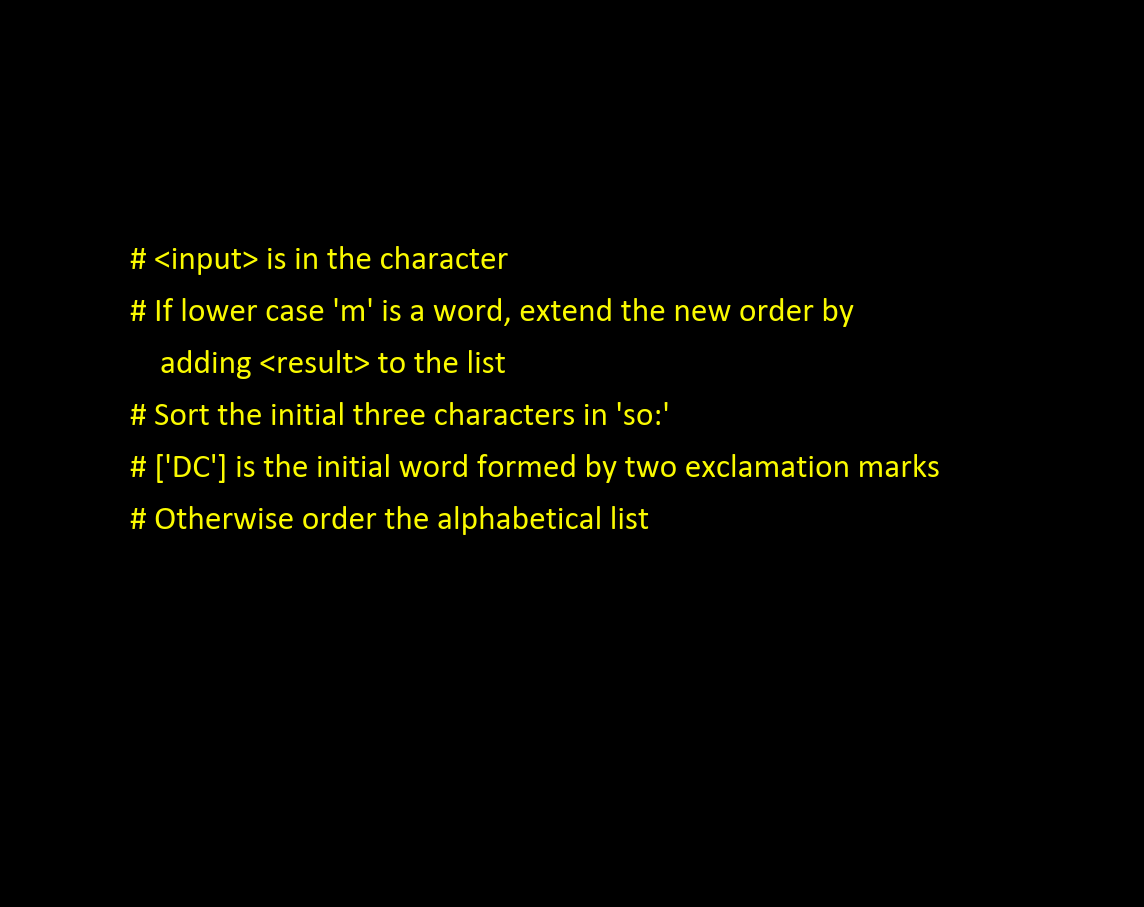 # <input> is in the character
# If lower case 'm' is a word, extend the new order by
adding <result> to the list
# Sort the initial three characters in 'so:'
# ['DC'] is the initial word formed by two exclamation marks
# Otherwise order the alphabetical list